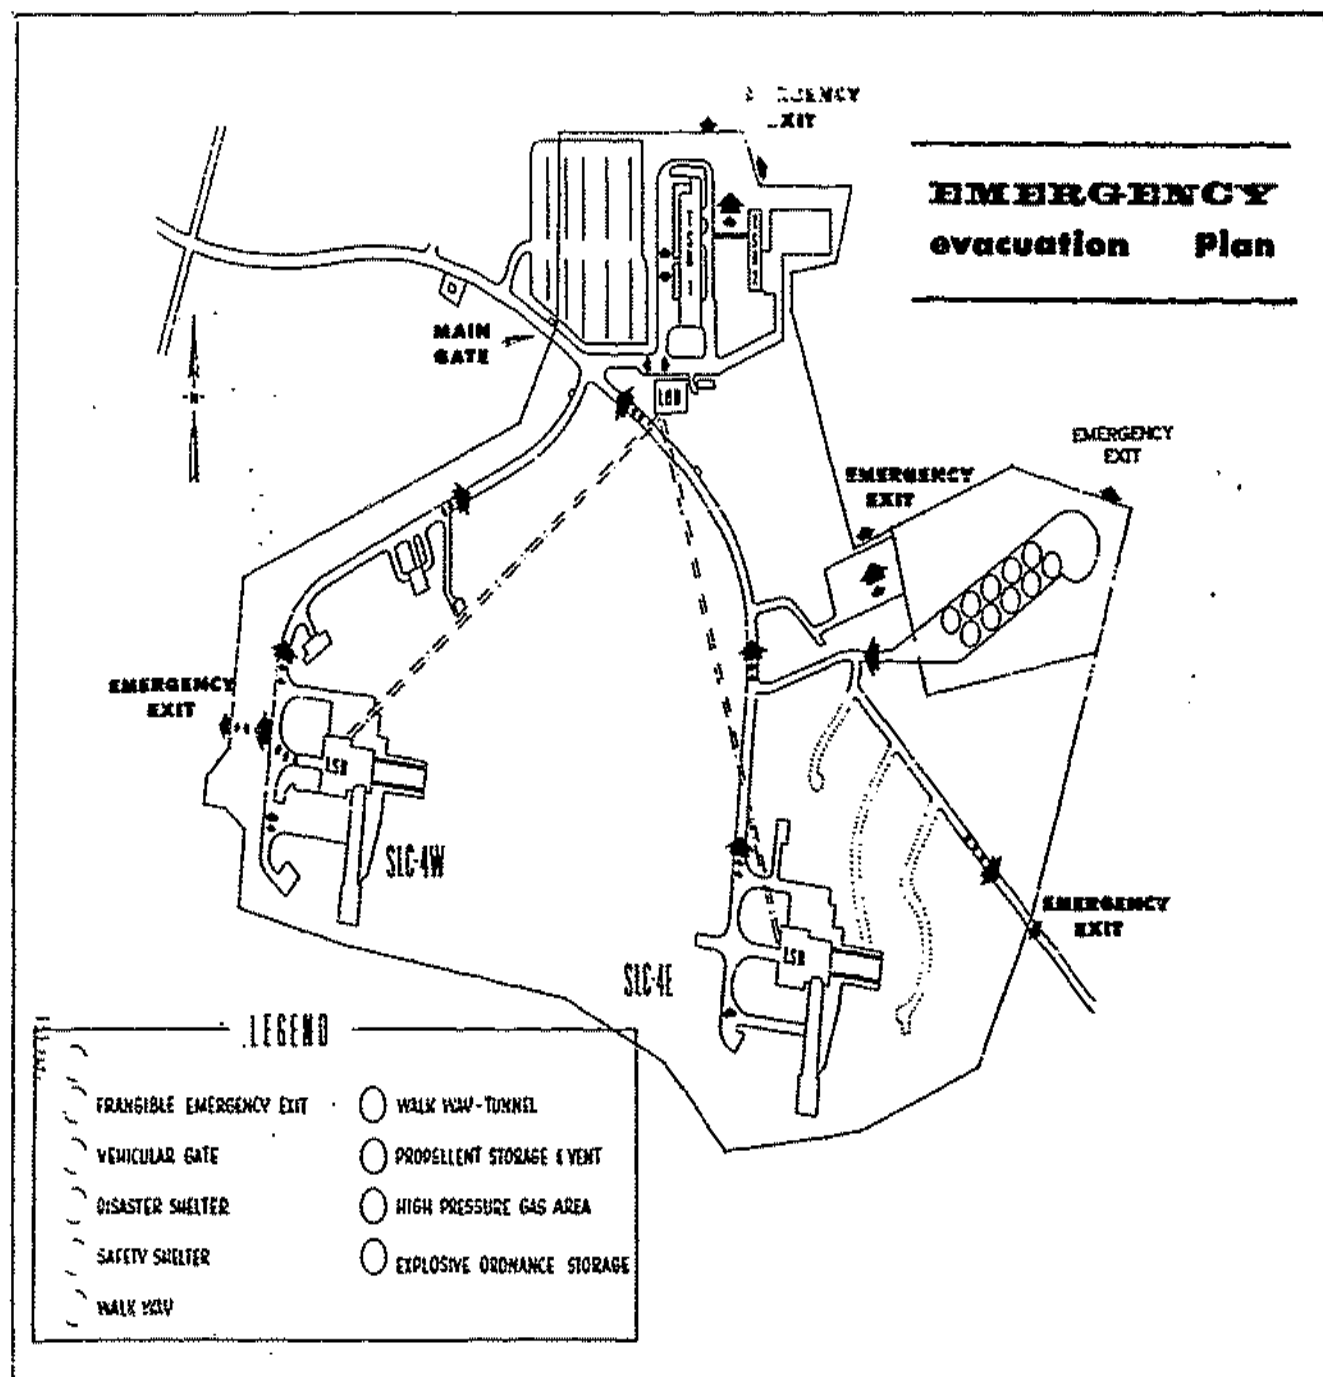 EXIT
EMERGENCY
evacuation Plan
MAIN
GATE
EMERGENCY
EXIT
EMERGENCY
EXIT
EMERGENCY
EXIT
LSB
SLC-4W
EMERGENCY
EXIT
LSB
SLC-4E
LEGEND
FRANGIBLE EMERGENCY EXIT
WALK WAY-TUNNEL
VEHICULAR GATE
PROPELLENT STORAGE & VENT
DISASTER SHELTER
HIGH PRESSURE GAS AREA
SAFETY SHELTER
EXPLOSIVE ORDNANCE STORAGE
WALK WAY